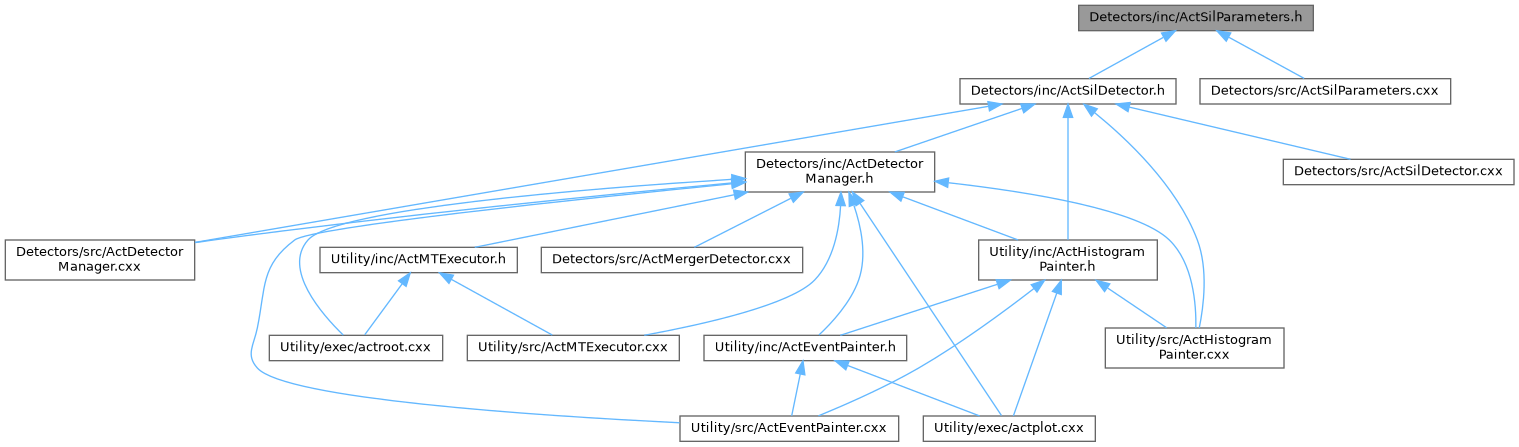 Detectors/inc/ActSilParameters.h
Detectors/inc/ActSilDetector.h
Detectors/src/ActSilParameters.cxx
Detectors/inc/ActDetector
Manager.h
Detectors/src/ActSilDetector.cxx
Detectors/src/ActDetector
Manager.cxx
Utility/inc/ActMTExecutor.h
Detectors/src/ActMergerDetector.cxx
Utility/inc/ActHistogram
Painter.h
Utility/exec/actroot.cxx
Utility/src/ActMTExecutor.cxx
Utility/inc/ActEventPainter.h
Utility/src/ActHistogram
Painter.cxx
Utility/src/ActEventPainter.cxx
Utility/exec/actplot.cxx